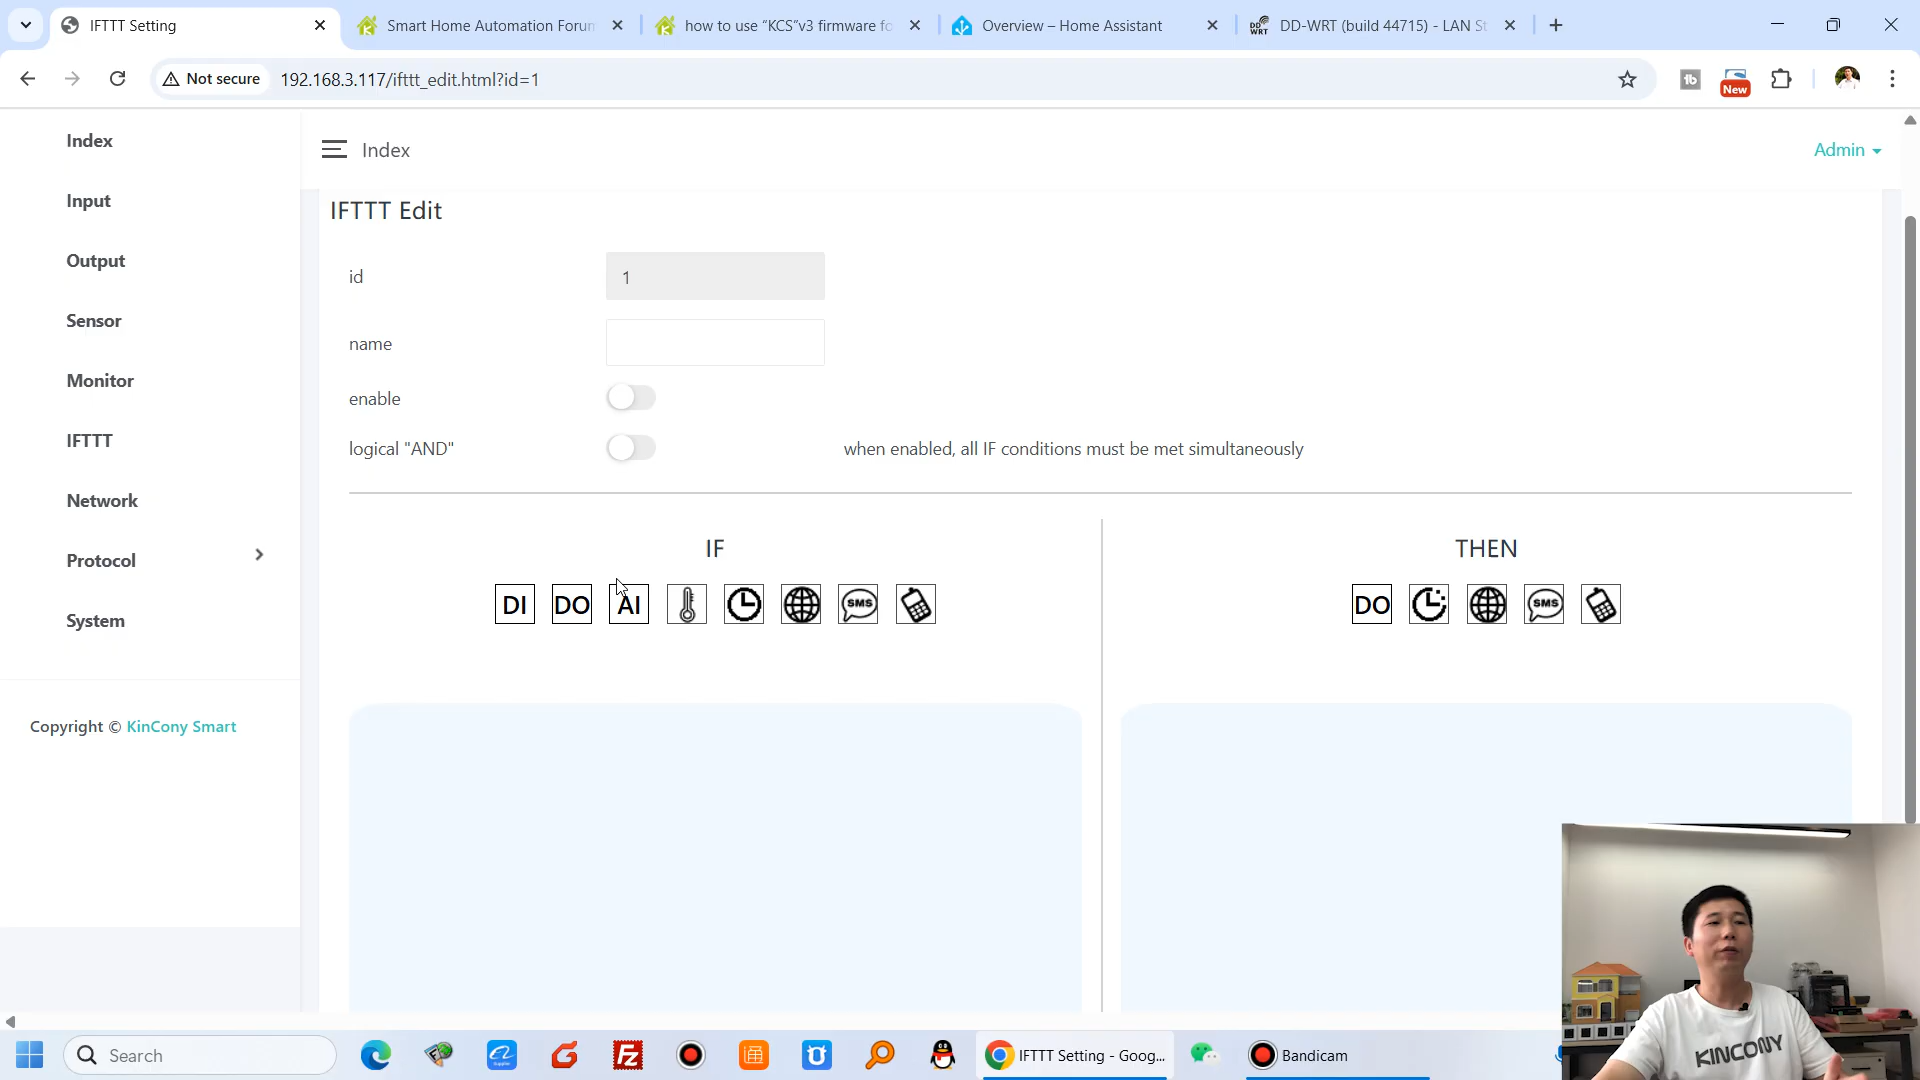 IFTTT Setting
Smart Home Automation Forum
how to use “KCS”v3 firmware fo
Overview – Home Assistant
DD-WRT (build 44715) - LAN St
Not secure
192.168.3.117/ifttt_edit.html?id=1
New
Index
Input
Output
Sensor
Monitor
IFTTT
Network
Protocol
System
Copyright © KinCony Smart
Index
Admin
IFTTT Edit
id
1
name
enable
logical "AND"
when enabled, all IF conditions must be met simultaneously
IF
DI
DO
AI
SMS
THEN
DO
SMS
Search
IFTTT Setting - Goog...
Bandicam
KINCONY